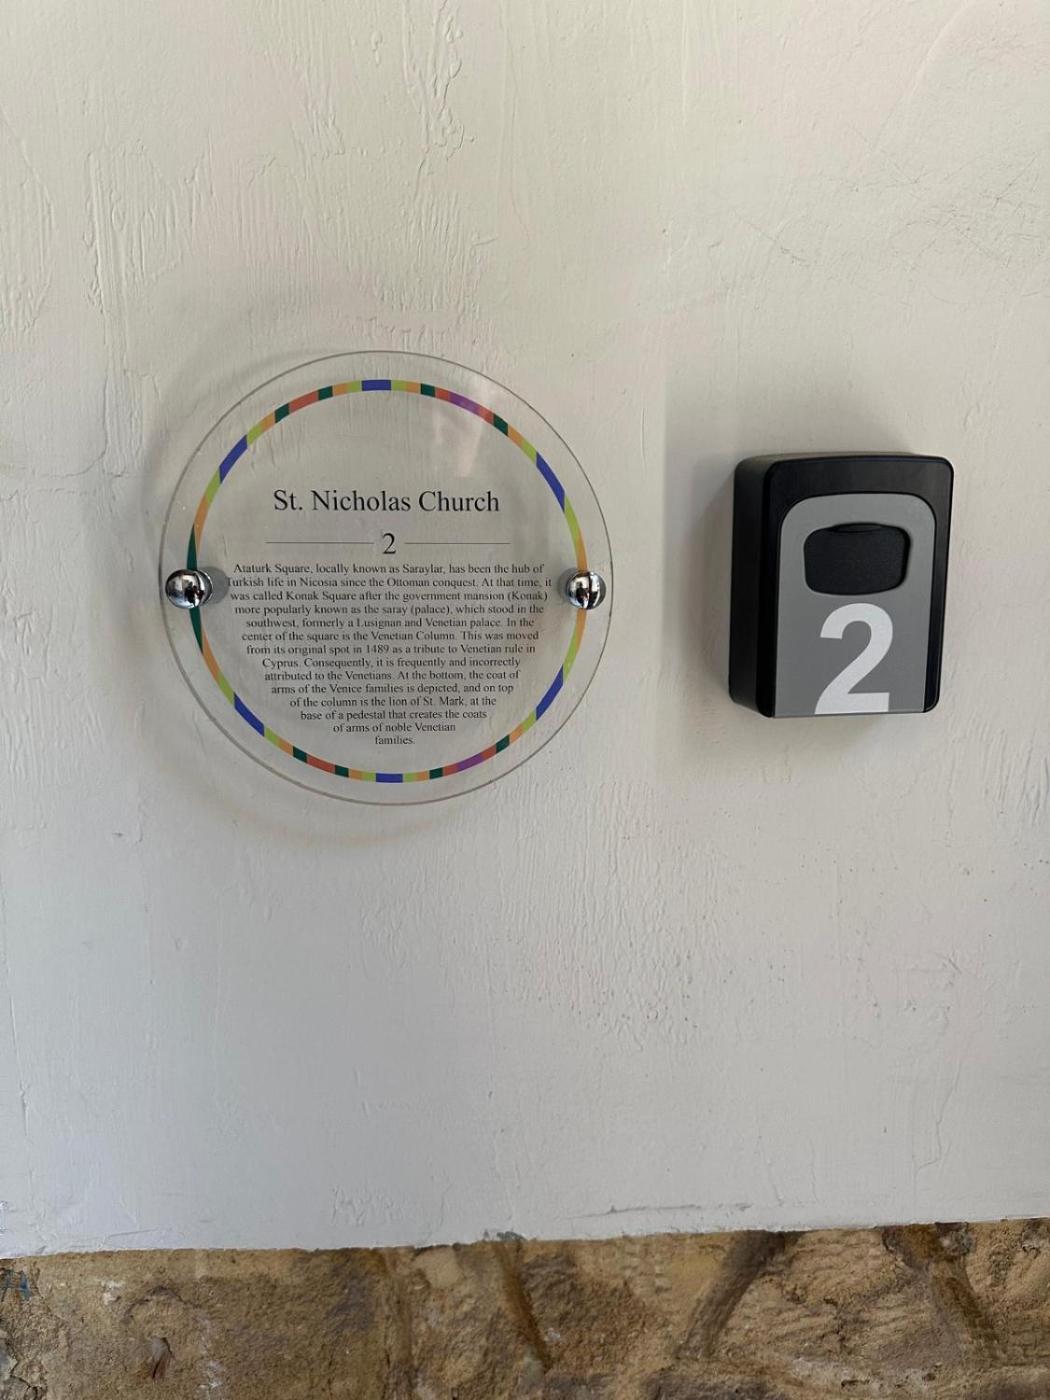 St. Nicholas Church
2
Ataturk Square, locally known as Saraylar, has been the hub of
Turkish life in Nicosia since the Ottoman conquest. At that time, it
was called Konak Square after the government mansion (Konak)
more popularly known as the saray (palace), which stood in the
southwest, formerly a Lusignan and Venetian palace. In the
center of the square is the Venetian Column. This was moved
from its original spot in 1489 as a tribute to Venetian rule in
Cyprus. Consequently, it is frequently and incorrectly
attributed to the Venetians. At the bottom, the coat of
arms of the Venice families is depicted, and on top
of the column is the lion of St. Mark, at the
base of a pedestal that creates the coats
of arms of noble Venetian
families.
2